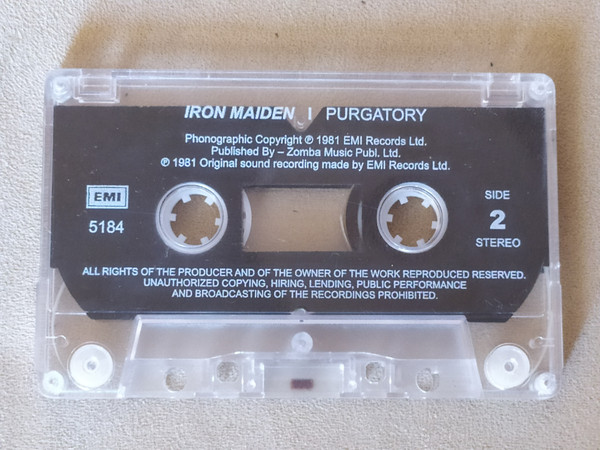 IRON MAIDEN | PURGATORY
Phonographic Copyright ℗ 1981 EMI Records Ltd.
Published By – Zomba Music Publ. Ltd.
℗ 1981 Original sound recording made by EMI Records Ltd.
EMI
5184
SIDE
2
STEREO
ALL RIGHTS OF THE PRODUCER AND OF THE OWNER OF THE WORK REPRODUCED RESERVED.
UNAUTHORIZED COPYING, HIRING, LENDING, PUBLIC PERFORMANCE
AND BROADCASTING OF THE RECORDINGS PROHIBITED.